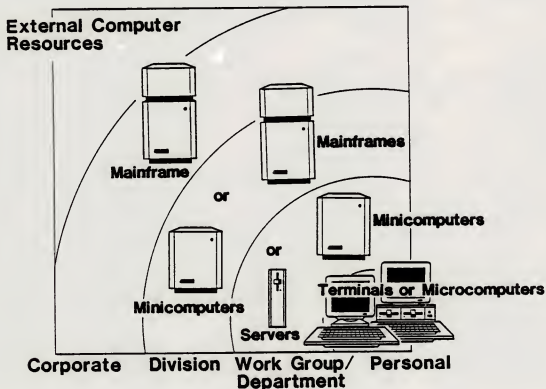 External Computer
Resources
Mainframe
Mainframes
or
Minicomputers
or
Minicomputers
Terminals or Microcomputers
Servers
Corporate Division Work Group/ Personal
Department